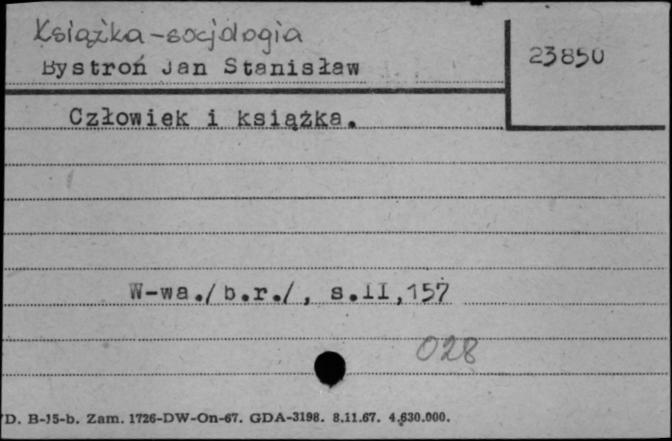 Książka-socjologia
23850
Bystroń Jan Stanisław
Człowiek i książka.
W-wa./b.r./, s.II,157
028
D. B-15-b. Zam. 1726-DW-On-67. GDA-3198. 8.11.67. 4.630.000.